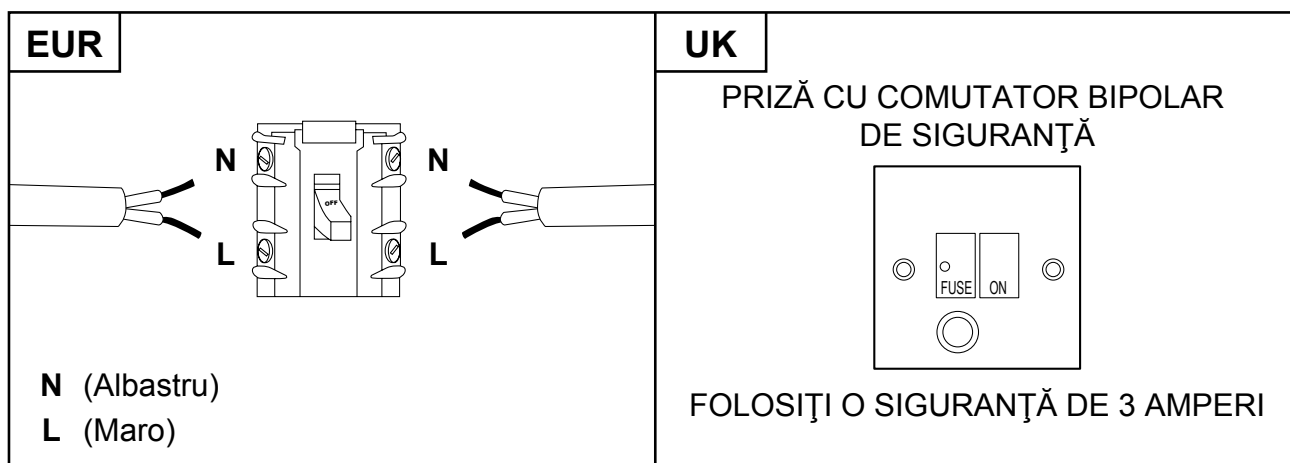 EUR
N
N
OFF
L
L
N (Albastru)
L (Maro)
UK
PRIZĂ CU COMUTATOR BIPOLAR
DE SIGURANŢĂ
FUSE ON
FOLOSIŢI O SIGURANŢĂ DE 3 AMPERI